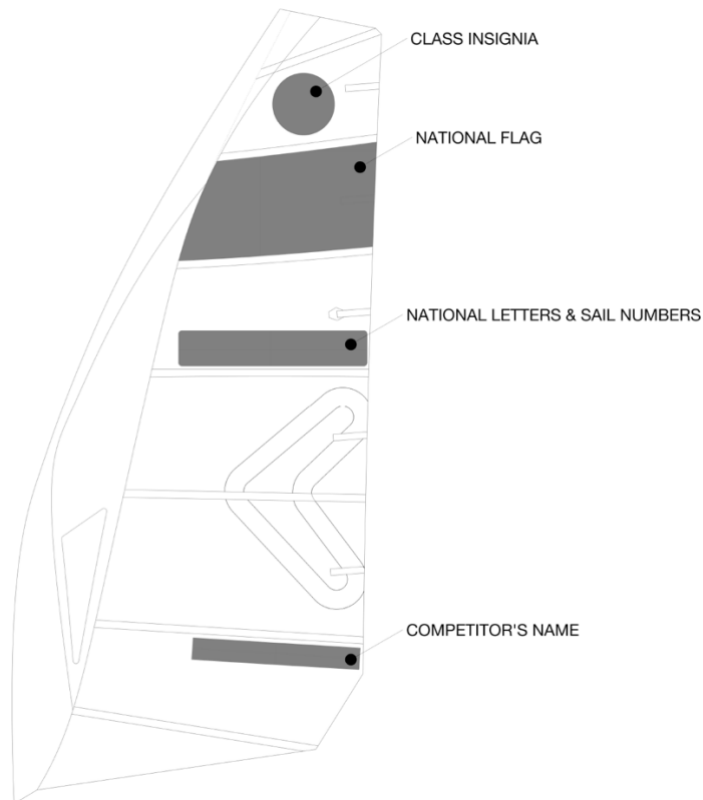 CLASS INSIGNIA
NATIONAL FLAG
NATIONAL LETTERS & SAIL NUMBERS
COMPETITOR'S NAME